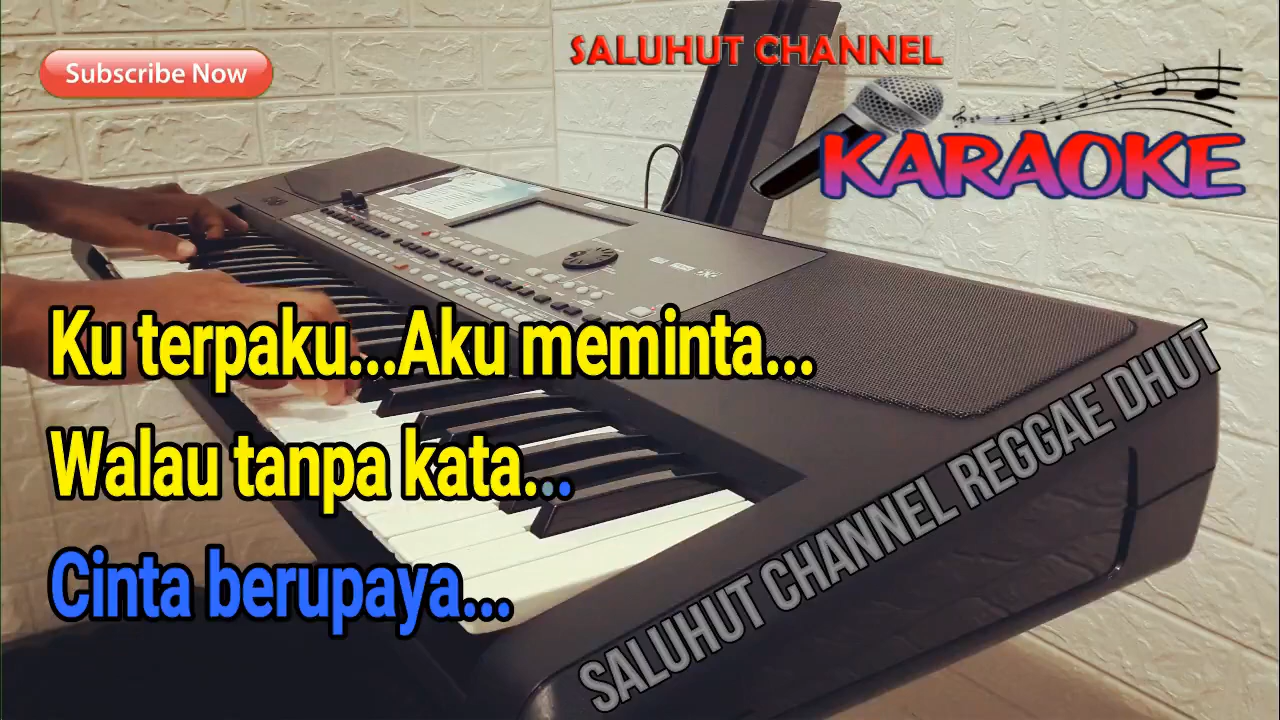 SALUHUT CHANNEL
Subscribe Now
KARAOKE
Ku terpaku...Aku meminta...
Walau tanpa kata...
Cinta berupaya...
SALUHUT CHANNEL REGGAE DHUT